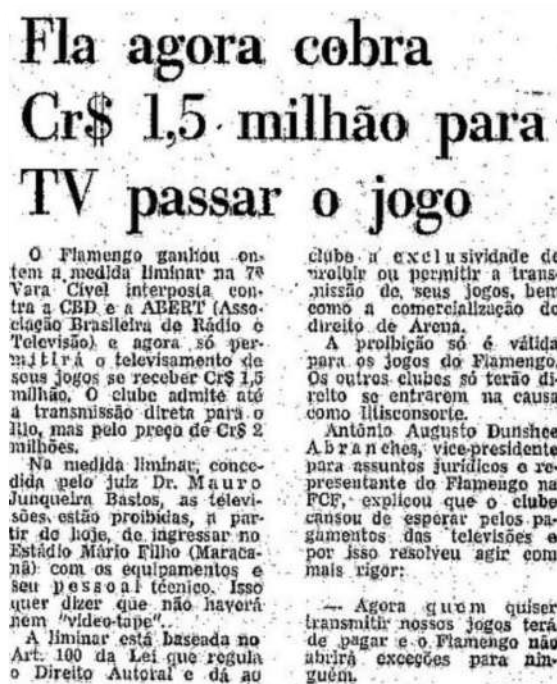 Fla agora cobra
Cr$ 1,5 milhão para
TV passar o jogo
O Flamengo ganhou on-
tem a medida liminar na 7ª
Vara Cível interposta con-
tra a CBD e a ABERT (Asso-
ciação Brasileira de Rádio e
Televisão) e agora só per-
mitirá o televisamento de
seus jogos se receber Cr$ 1,5
milhão. O clube admite até
a transmissão direta para o
Rio, mas pelo preço de Cr$ 2
milhões.
Na medida liminar, conce-
dida pelo juiz Dr. Mauro
Junqueira Bastos, as televi-
sões estão proibidas, a par-
tir de hoje, de ingressar no
Estádio Mário Filho (Maraca-
nã) com os equipamentos e
seu pessoal técnico. Isso
quer dizer que não haverá
nem "video-tape".
A liminar está baseada no
Art. 100 da Lei que regula
o Direito Autoral e dá ao
clube a exclusividade de
proibir ou permitir a trans-
missão de seus jogos, bem
como a comercialização do
direito de Arena.
A proibição só é válida
para os jogos do Flamengo.
Os outros clubes só terão di-
reito se entrarem na causa
como litisconsorte.
Antônio Augusto Dunshee
Abranches, vice-presidente
para assuntos jurídicos e re-
presentante do Flamengo na
FCF, explicou que o clube
cansou de esperar pelos pa-
gamentos das televisões e
por isso resolveu agir com
mais rigor:
— Agora quem quiser
transmitir nossos jogos terá
de pagar e o Flamengo não
abrirá exceções para nin-
guém.